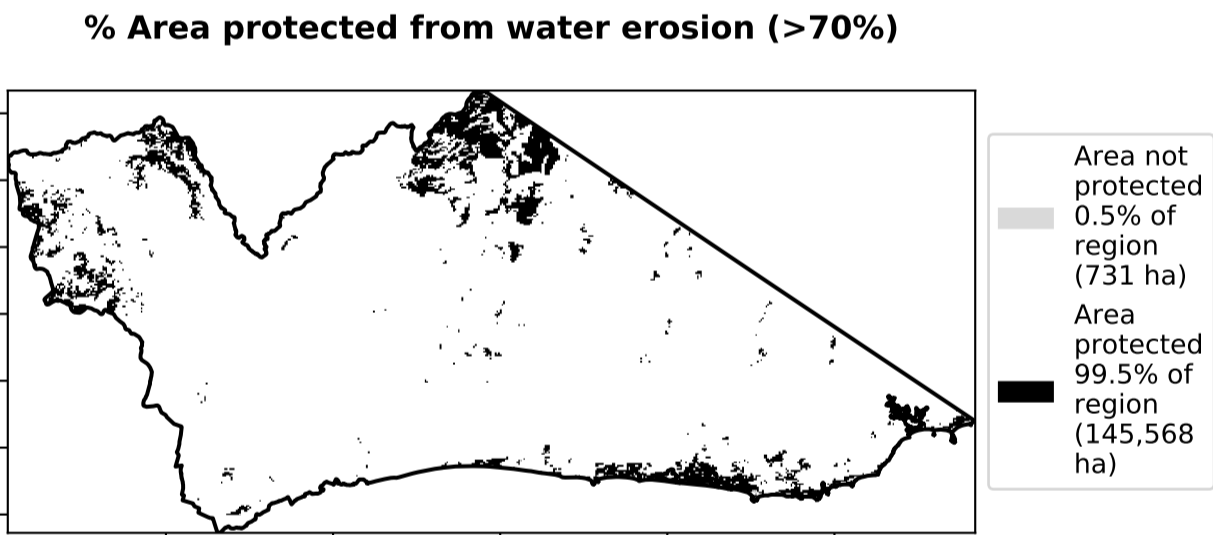 % Area protected from water erosion (>70%)
Area not
protected
0.5% of
region
(731 ha)
Area
protected
99.5% of
region
(145,568
ha)